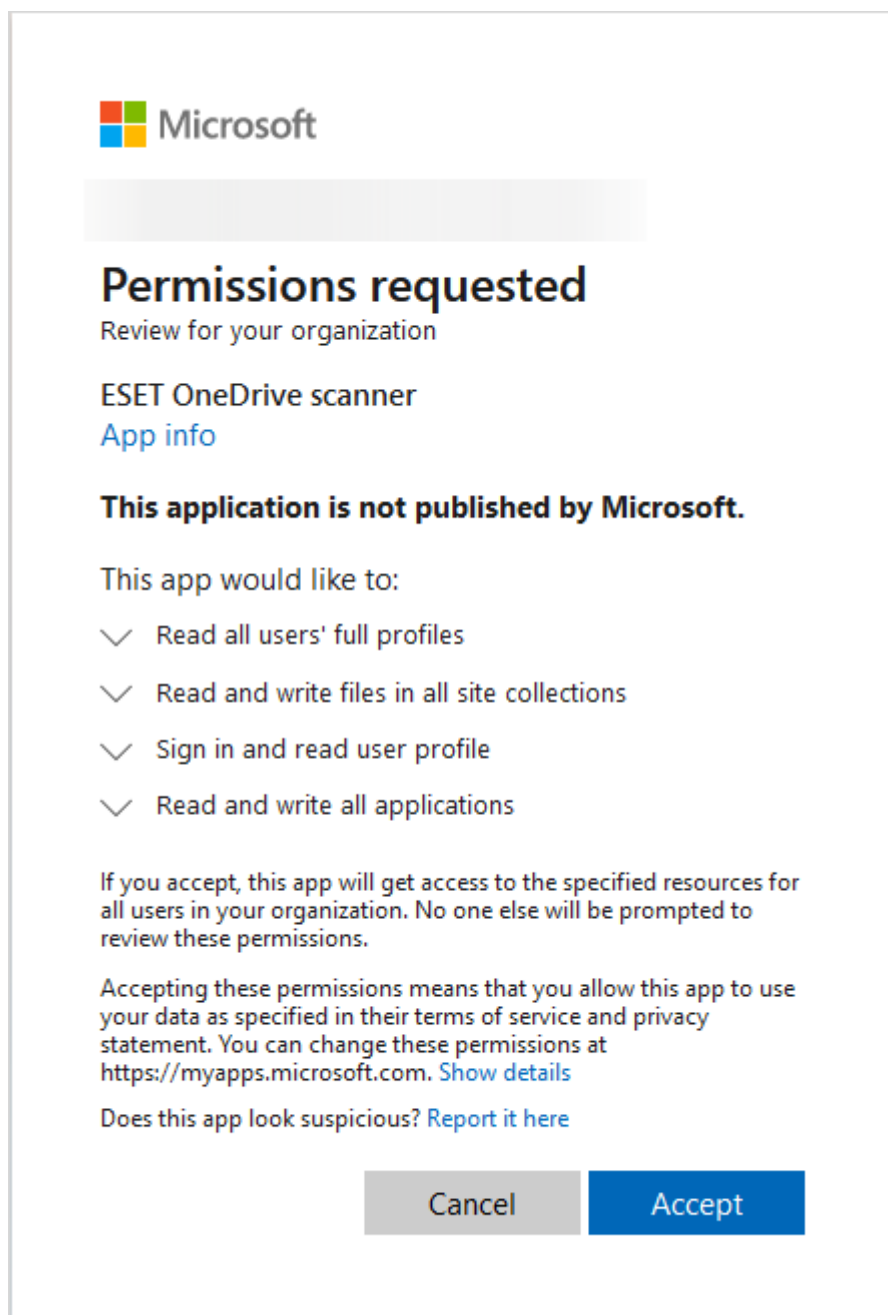 Microsoft
Permissions requested
Review for your organization
ESET OneDrive scanner
App info
This application is not published by Microsoft.
This app would like to:
Read all users' full profiles
Read and write files in all site collections
Sign in and read user profile
Read and write all applications
If you accept, this app will get access to the specified resources for
all users in your organization. No one else will be prompted to
review these permissions.
Accepting these permissions means that you allow this app to use
your data as specified in their terms of service and privacy
statement. You can change these permissions at
https://myapps.microsoft.com. Show details
Does this app look suspicious? Report it here
Cancel Accept